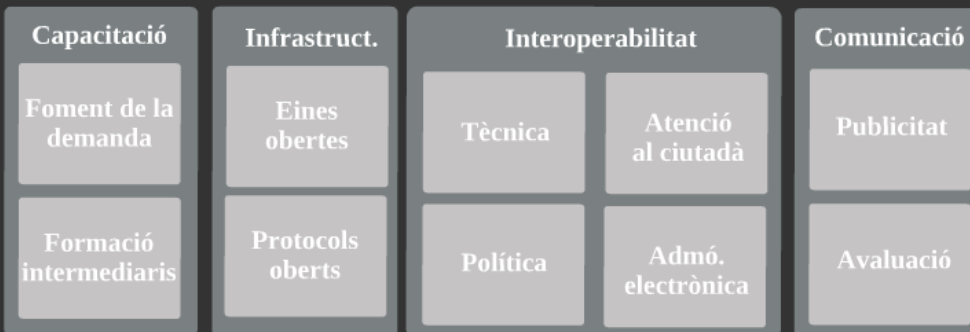 Capacitació
Foment de la
demanda
Formació
intermediaris
Infrastruct.
Eines
obertes
Protocols
oberts
Interoperabilitat
Tècnica
Atenció
al ciutadà
Política
Admó.
electrònica
Comunicació
Publicitat
Avaluació